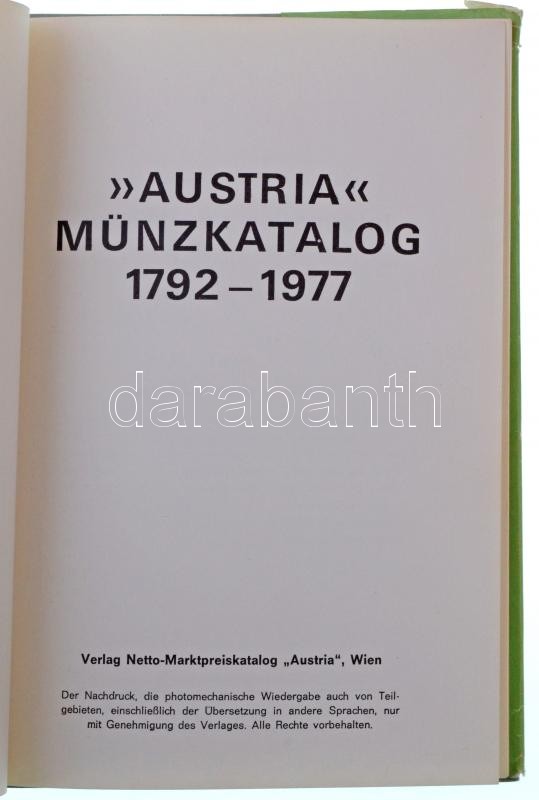 »AUSTRIA«
MÜNZKATALOG
1792 – 1977
darabanth
Verlag Netto-Marktpreiskatalog „Austria“, Wien
Der Nachdruck, die photomechanische Wiedergabe auch von Teil-
gebieten, einschließlich der Übersetzung in andere Sprachen, nur
mit Genehmigung des Verlages. Alle Rechte vorbehalten.